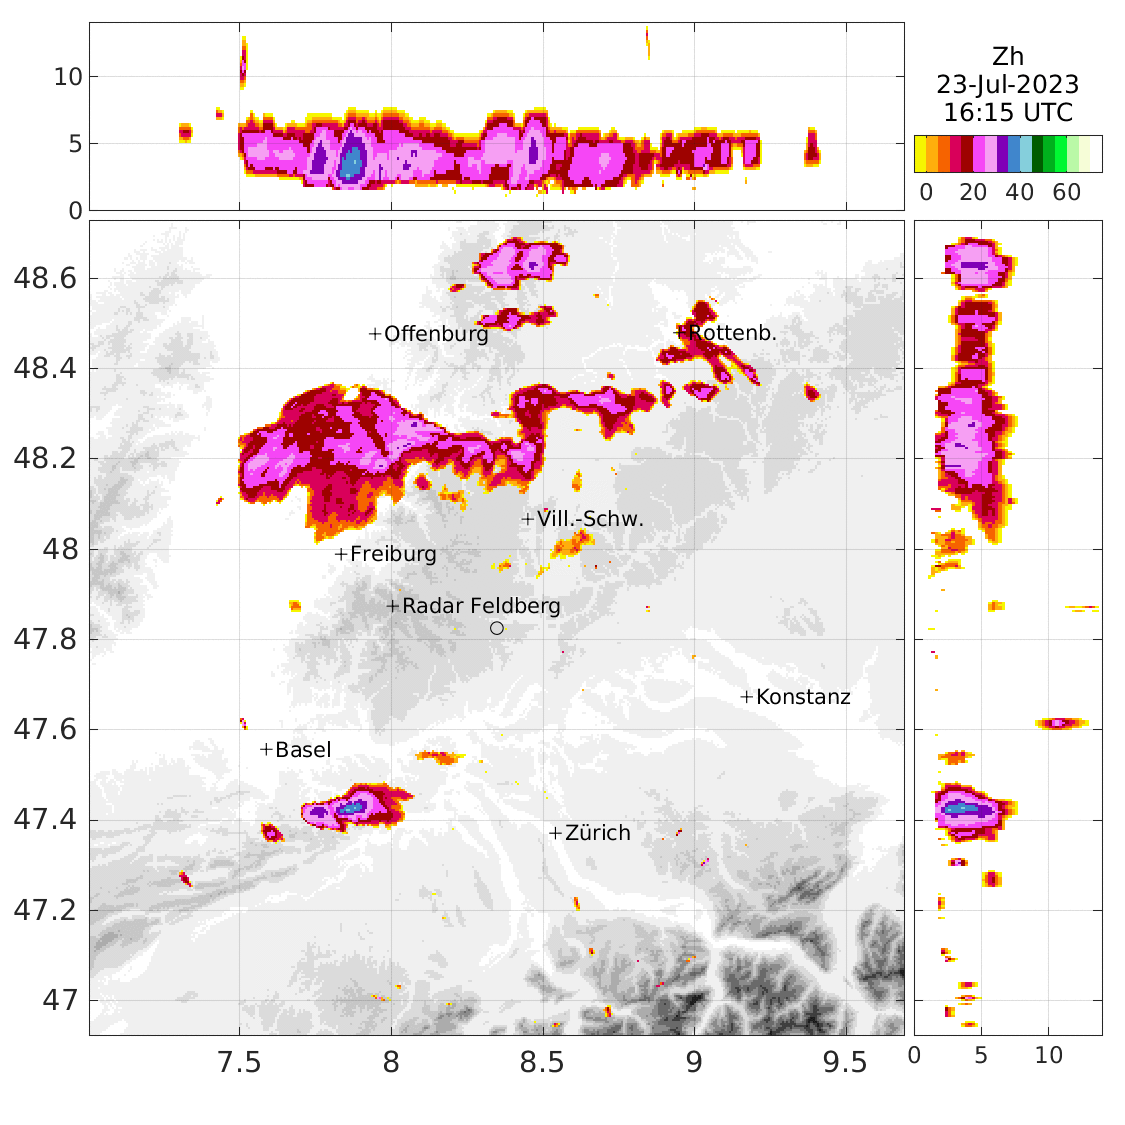 Zh
23-Jul-2023
16:15 UTC
0 20 40 60
10
5
0
48.6
48.4
48.2
48
47.8
47.6
47.4
47.2
47
Offenburg
Rottenb.
Vill.-Schw.
Freiburg
Radar Feldberg
Konstanz
Basel
Zürich
7.5 8 8.5 9 9.5
0 5 10